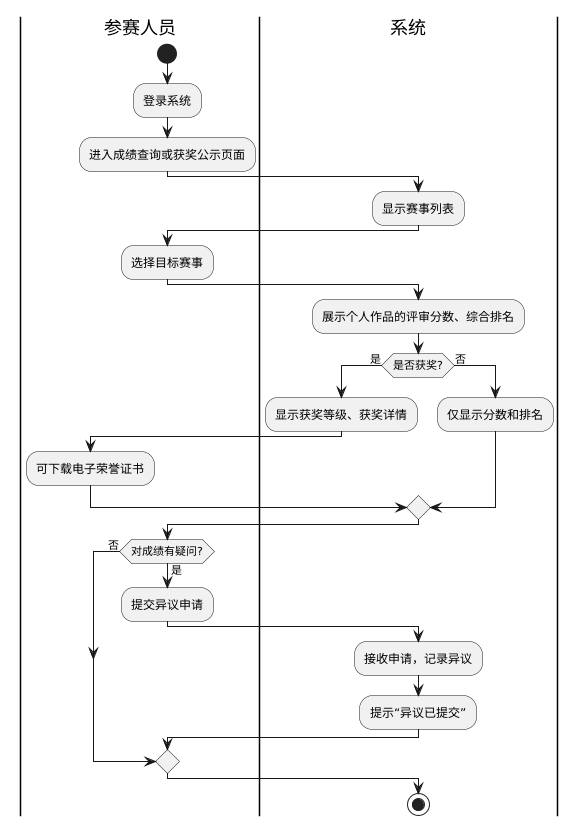 参赛人员
系统
登录系统
进入成绩查询或获奖公示页面
显示赛事列表
选择目标赛事
展示个人作品的评审分数、综合排名
是
是否获奖?
否
显示获奖等级、获奖详情
仅显示分数和排名
可下载电子荣誉证书
否
对成绩有疑问?
是
提交异议申请
接收申请，记录异议
提示“异议已提交”